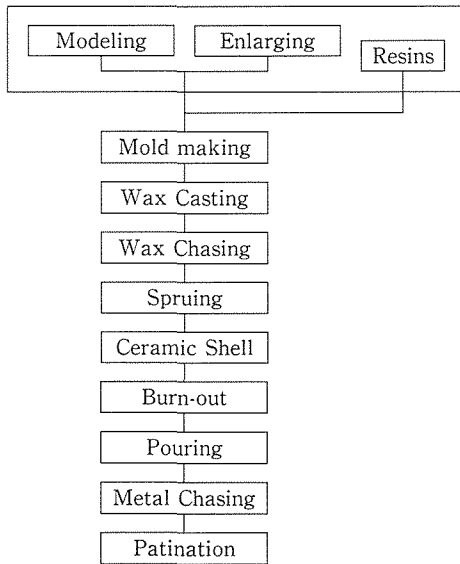 Modeling
Enlarging
Resins
Mold making
Wax Casting
Wax Chasing
Spruing
Ceramic Shell
Burn-out
Pouring
Metal Chasing
Patination